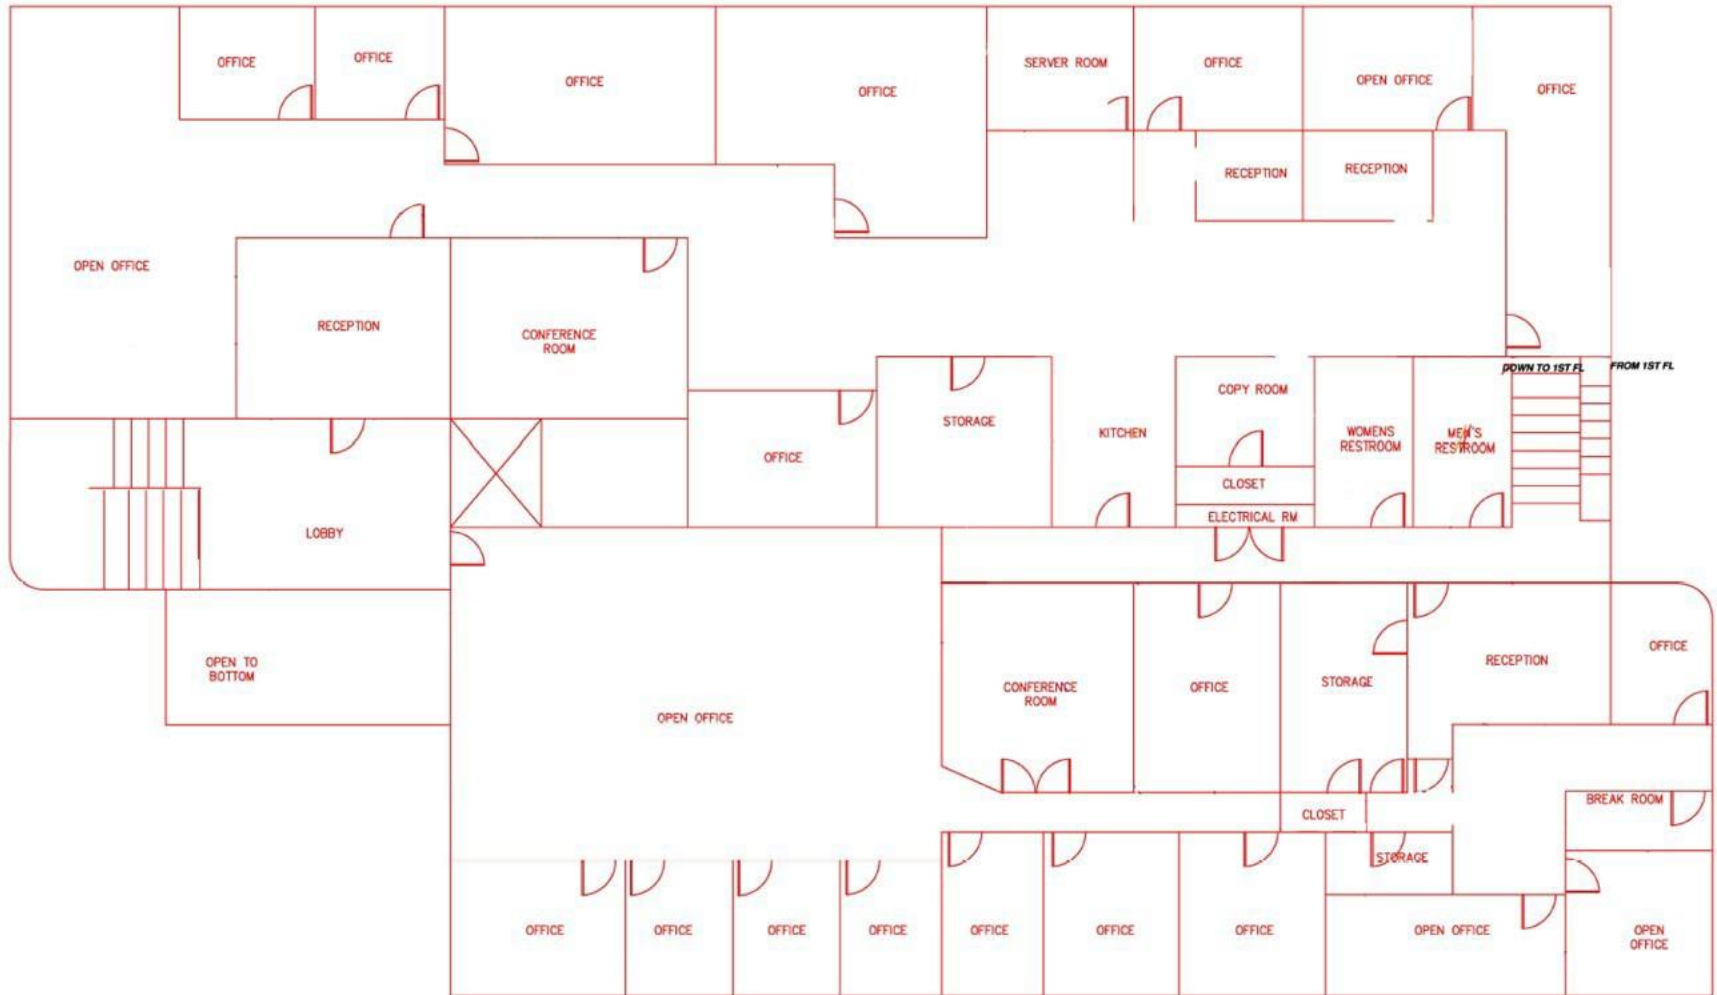 OFFICE
OFFICE
OFFICE
OFFICE
SERVER ROOM
OFFICE
OPEN OFFICE
OFFICE
RECEPTION
RECEPTION
OPEN OFFICE
RECEPTION
CONFERENCE
ROOM
DOWN TO 1ST FL
FROM 1ST FL
OFFICE
STORAGE
KITCHEN
COPY ROOM
CLOSET
ELECTRICAL RM
WOMENS
RESTROOM
MEN'S
RESTROOM
LOBBY
OPEN TO
BOTTOM
OPEN OFFICE
CONFERENCE
ROOM
OFFICE
STORAGE
RECEPTION
OFFICE
CLOSET
BREAK ROOM
STORAGE
OFFICE
OFFICE
OFFICE
OFFICE
OFFICE
OFFICE
OFFICE
OPEN OFFICE
OPEN
OFFICE